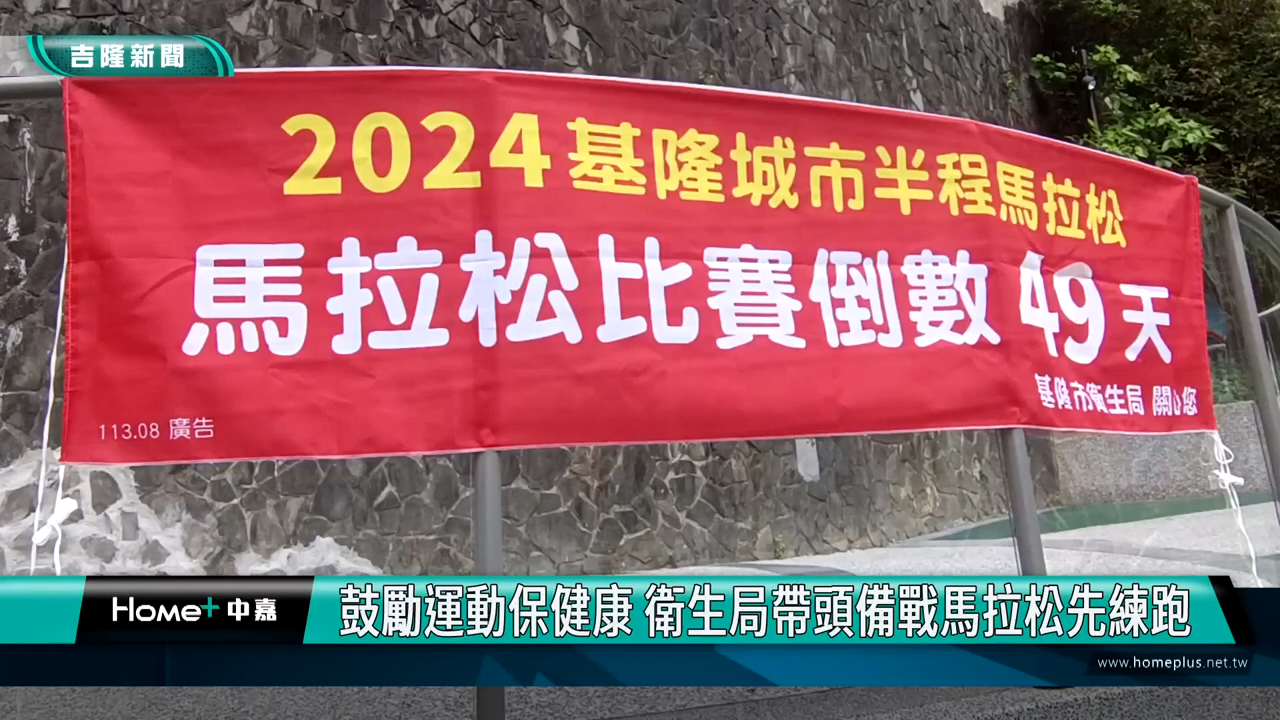 吉隆新聞
2024基隆城市半程馬拉松
馬拉松比賽倒數 49 天
基隆市衛生局 關心您
113.08 廣告
Home+ 中嘉
鼓勵運動保健康 衛生局帶頭備戰馬拉松先練跑
www.homeplus.net.tw